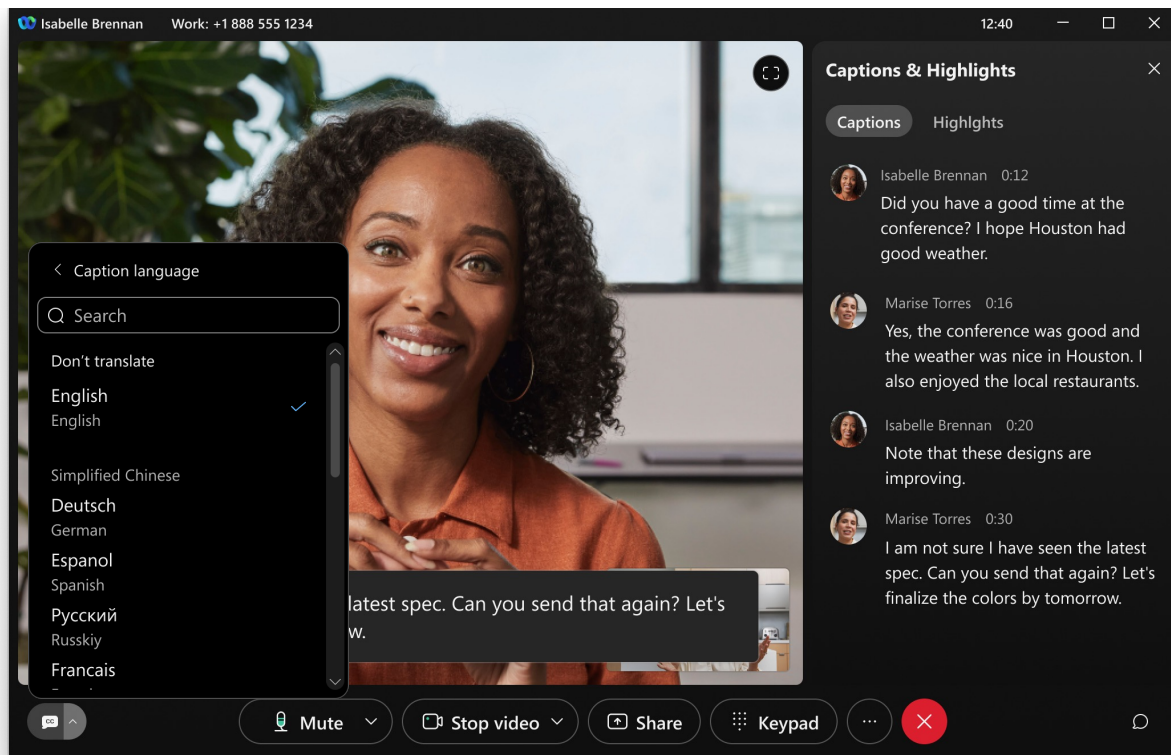 Isabelle Brennan Work: +1 888 555 1234
12:40
Caption language
Search
Don't translate
English
English
Simplified Chinese
Deutsch
German
Espanol
Spanish
Русский
Russkiy
Francais
latest spec. Can you send that again? Let's
w.
CC
Mute
Stop video
Share
Keypad
Captions & Highlights
Captions Highlghts
Isabelle Brennan 0:12
Did you have a good time at the
conference? I hope Houston had
good weather.
Marise Torres 0:16
Yes, the conference was good and
the weather was nice in Houston. I
also enjoyed the local restaurants.
Isabelle Brennan 0:20
Note that these designs are
improving.
Marise Torres 0:30
I am not sure I have seen the latest
spec. Can you send that again? Let's
finalize the colors by tomorrow.